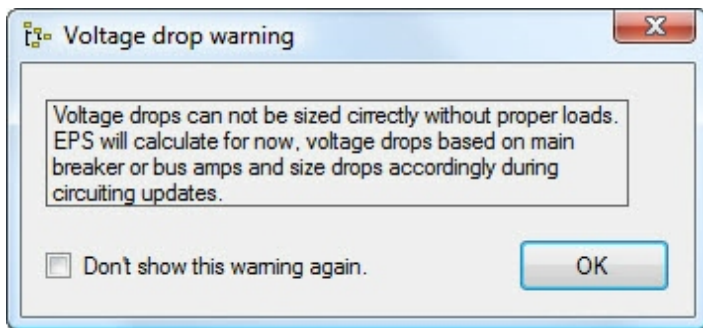 Voltage drop warning
Voltage drops can not be sized cirrectly without proper loads.
EPS will calculate for now, voltage drops based on main
breaker or bus amps and size drops accordingly during
circuiting updates.
Don't show this warning again.
OK